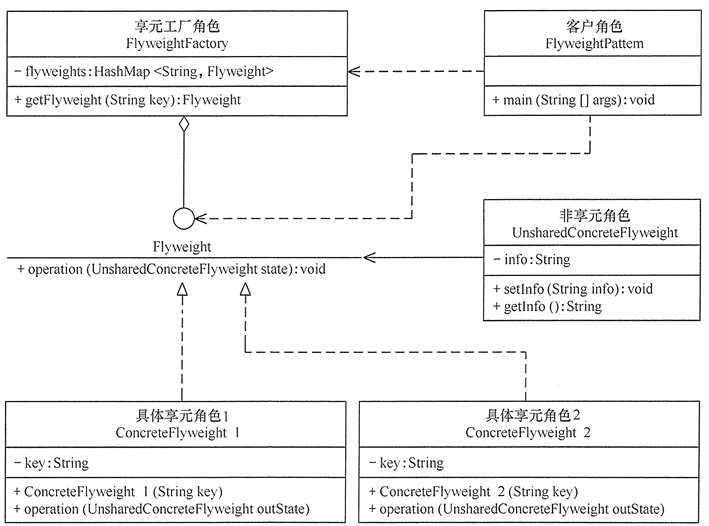 享元工厂角色
FlyweightFactory
- flyweights:HashMap <String, Flyweight>
+ getFlyweight (String key):Flyweight
客户角色
FlyweightPattem
+ main (String [] args):void
Flyweight
+ operation (UnsharedConcreteFlyweight state):void
非享元角色
UnsharedConcreteFlyweight
- info:String
+ setInfo (String info):void
+ getInfo ():String
具体享元角色1
ConcreteFlyweight 1
- key:String
+ ConcreteFlyweight 1 (String key)
+ operation (UnsharedConcreteFlyweight outState)
具体享元角色2
ConcreteFlyweight 2
- key:String
+ ConcreteFlyweight 2 (String key)
+ operation (UnsharedConcreteFlyweight outState)